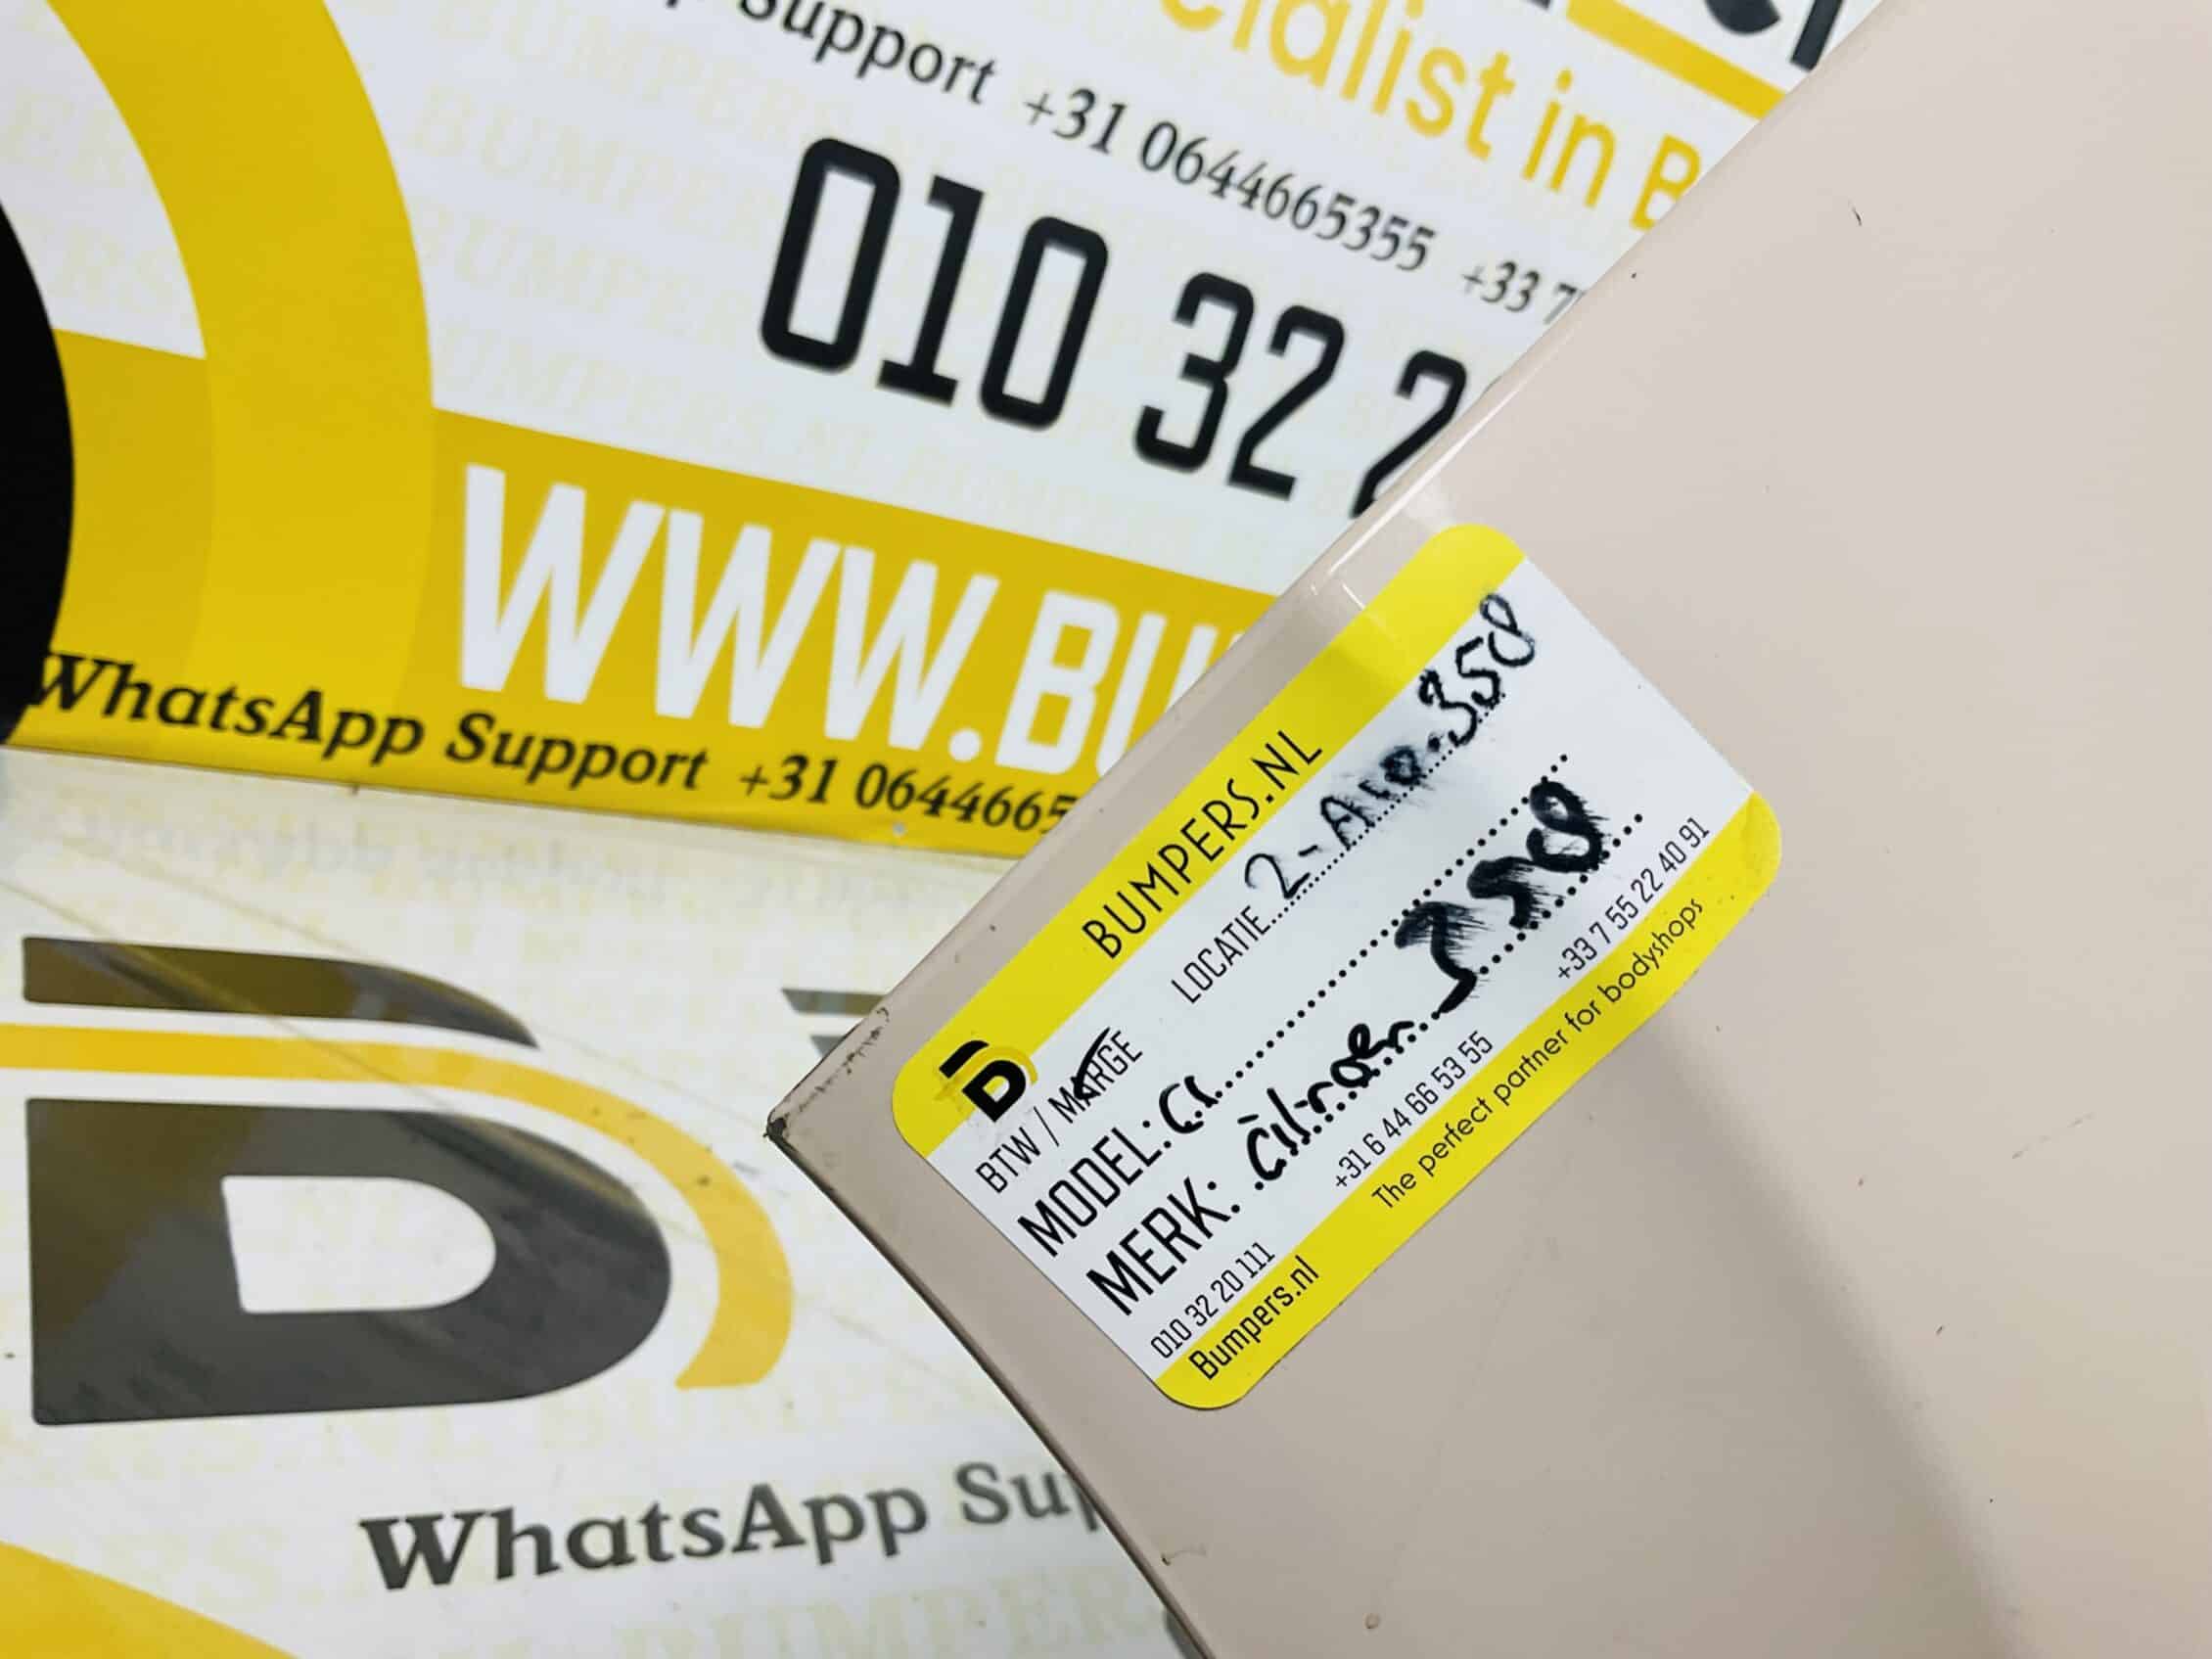 Support +31 0644665355 +33 7
cialist in B
010 32 2
WWW.BU
WhatsApp Support +31 0644665
BUMPERS.NL
BTW / MARGE LOCATIE 2-A10.358
MODEL: C1
MERK: Citroen 358
010 32 20 111 +31 6 44 66 53 55 +33 7 55 22 40 91
Bumpers.nl The perfect partner for bodyshops
WhatsApp Sup